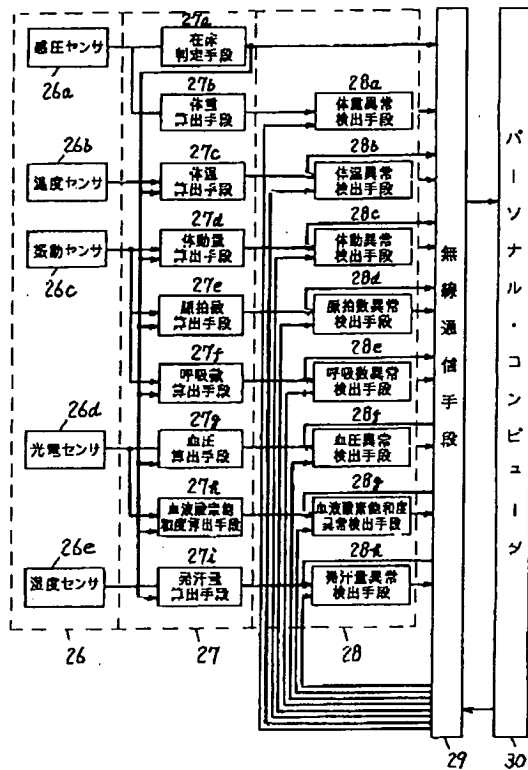 27a
感圧センサ
在床
判定手段
26a
27b
28a
体重
算出手段
体重異常
検出手段
26b
27c
28b
温度センサ
体温
算出手段
体温異常
検出手段
27d
28c
振動センサ
体動量
算出手段
体動異常
検出手段
26c
27e
28d
脈拍数
算出手段
脈拍数異常
検出手段
27f
28e
呼吸数
算出手段
呼吸数異常
検出手段
26d
27g
28f
光電センサ
血圧
算出手段
血圧異常
検出手段
27h
28g
血液酸素飽
和度算出手段
血液酸素飽和度
異常検出手段
26e
27i
28h
湿度センサ
発汗量
算出手段
発汗量異常
検出手段
26
27
28
無線通信手段
29
パーソナル・コンピュータ
30